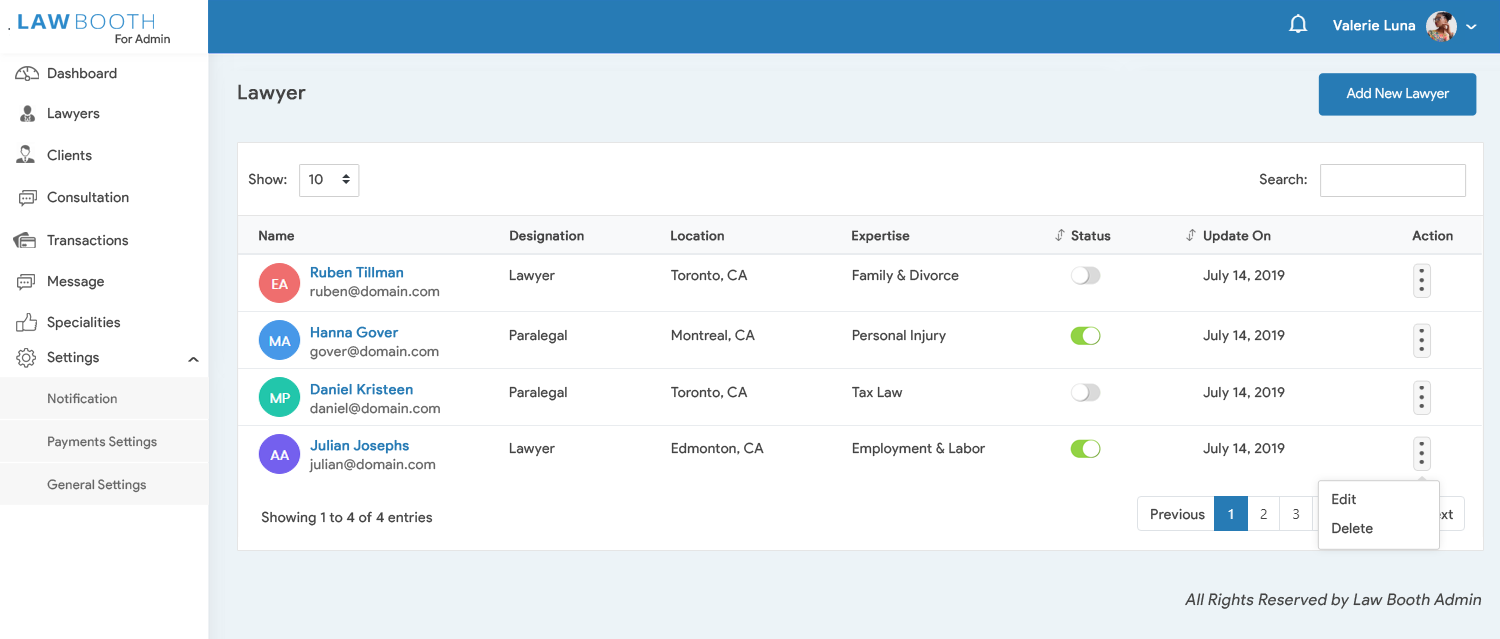 . LAWBOOTH
For Admin
Valerie Luna
Dashboard
Lawyers
Clients
Consultation
Transactions
Message
Specialities
Settings
Notification
Payments Settings
General Settings
Lawyer
Add New Lawyer
Show: 10
Search:
Name Designation Location Expertise Status Update On Action
EA Ruben Tillman Lawyer Toronto, CA Family & Divorce July 14, 2019
ruben@domain.com
MA Hanna Gover Paralegal Montreal, CA Personal Injury July 14, 2019
gover@domain.com
MP Daniel Kristeen Paralegal Toronto, CA Tax Law July 14, 2019
daniel@domain.com
AA Julian Josephs Lawyer Edmonton, CA Employment & Labor July 14, 2019
julian@domain.com
Showing 1 to 4 of 4 entries
Previous 1 2 3 xt
Edit
Delete
All Rights Reserved by Law Booth Admin